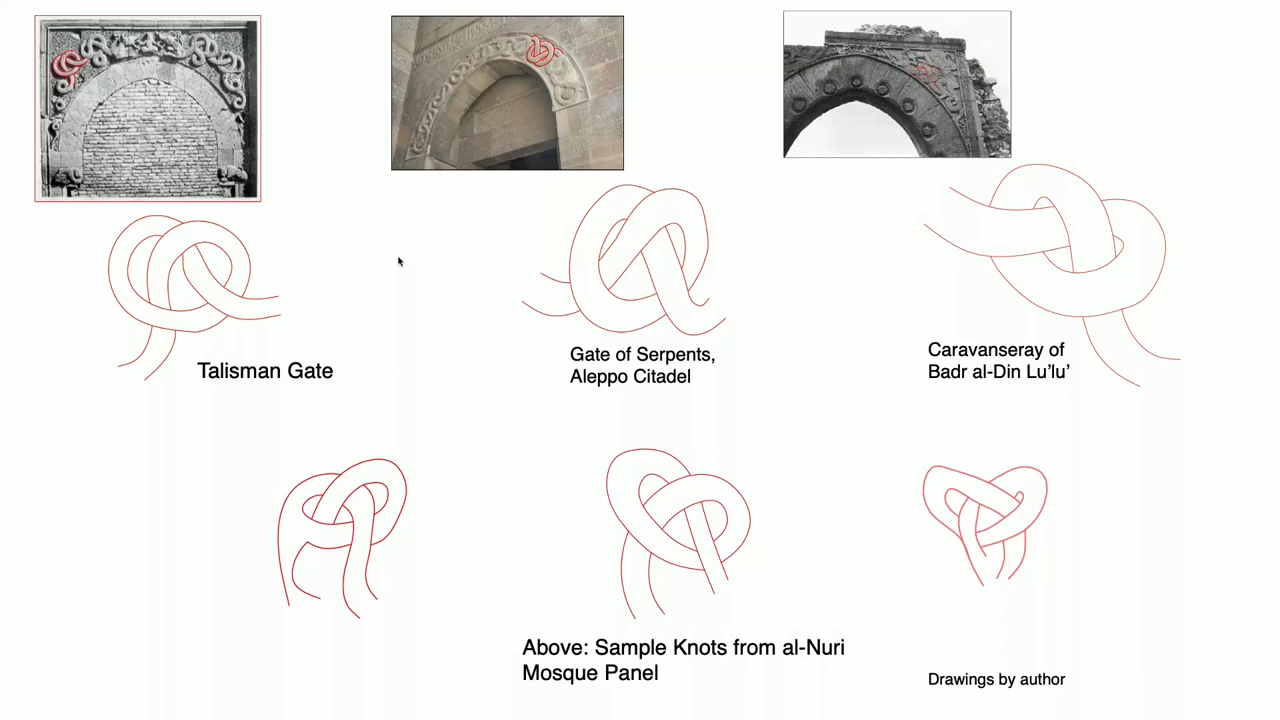 Talisman Gate
Gate of Serpents,
Aleppo Citadel
Caravanseray of
Badr al-Din Lu’lu’
Above: Sample Knots from al-Nuri
Mosque Panel
Drawings by author